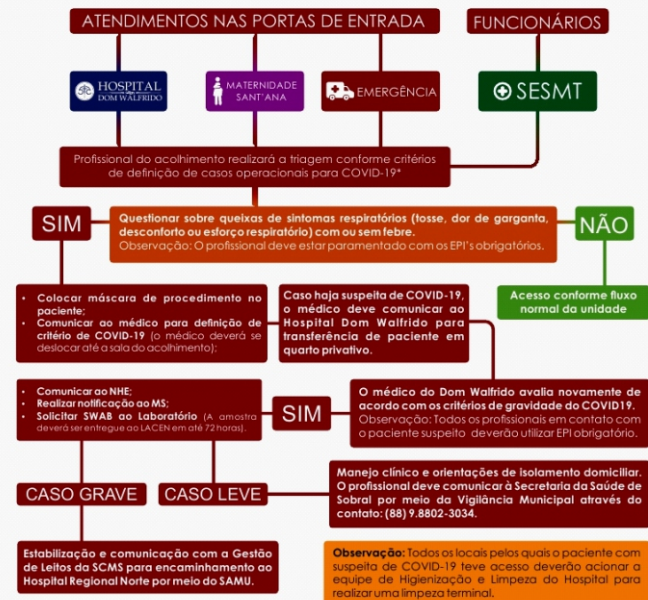 ATENDIMENTOS NAS PORTAS DE ENTRADA
FUNCIONÁRIOS
HOSPITAL
DOM WALFRIDO
MATERNIDADE
SANT'ANA
EMERGÊNCIA
SESMT
Profissional do acolhimento realizará a triagem conforme critérios
de definição de casos operacionais para COVID-19*
SIM
Questionar sobre queixas de sintomas respiratórios (tosse, dor de garganta,
desconforto ou esforço respiratório) com ou sem febre.
Observação: O profissional deve estar paramentado com os EPI's obrigatórios.
NÃO
• Colocar máscara de procedimento no
paciente;
• Comunicar ao médico para definição de
critério de COVID-19 (o médico deverá se
deslocar até a sala do acolhimento);
Caso haja suspeita de COVID-19,
o médico deve comunicar ao
Hospital Dom Walfrido para
transferência de paciente em
quarto privativo.
Acesso conforme fluxo
normal da unidade
• Comunicar ao NHE;
• Realizar notificação ao MS;
• Solicitar SWAB ao Laboratório (A amostra
deverá ser entregue ao LACEN em até 72 horas).
SIM
O médico do Dom Walfrido avalia novamente de
acordo com os critérios de gravidade do COVID19.
Observação: Todos os profissionais em contato com
o paciente suspeito deverão utilizar EPI obrigatório.
CASO GRAVE
CASO LEVE
Manejo clínico e orientações de isolamento domiciliar.
O profissional deve comunicar à Secretaria da Saúde de
Sobral por meio da Vigilância Municipal através do
contato: (88) 9.8802-3034.
Estabilização e comunicação com a Gestão
de Leitos da SCMS para encaminhamento ao
Hospital Regional Norte por meio do SAMU.
Observação: Todos os locais pelos quais o paciente com
suspeita de COVID-19 teve acesso deverão acionar a
equipe de Higienização e Limpeza do Hospital para
realizar uma limpeza terminal.